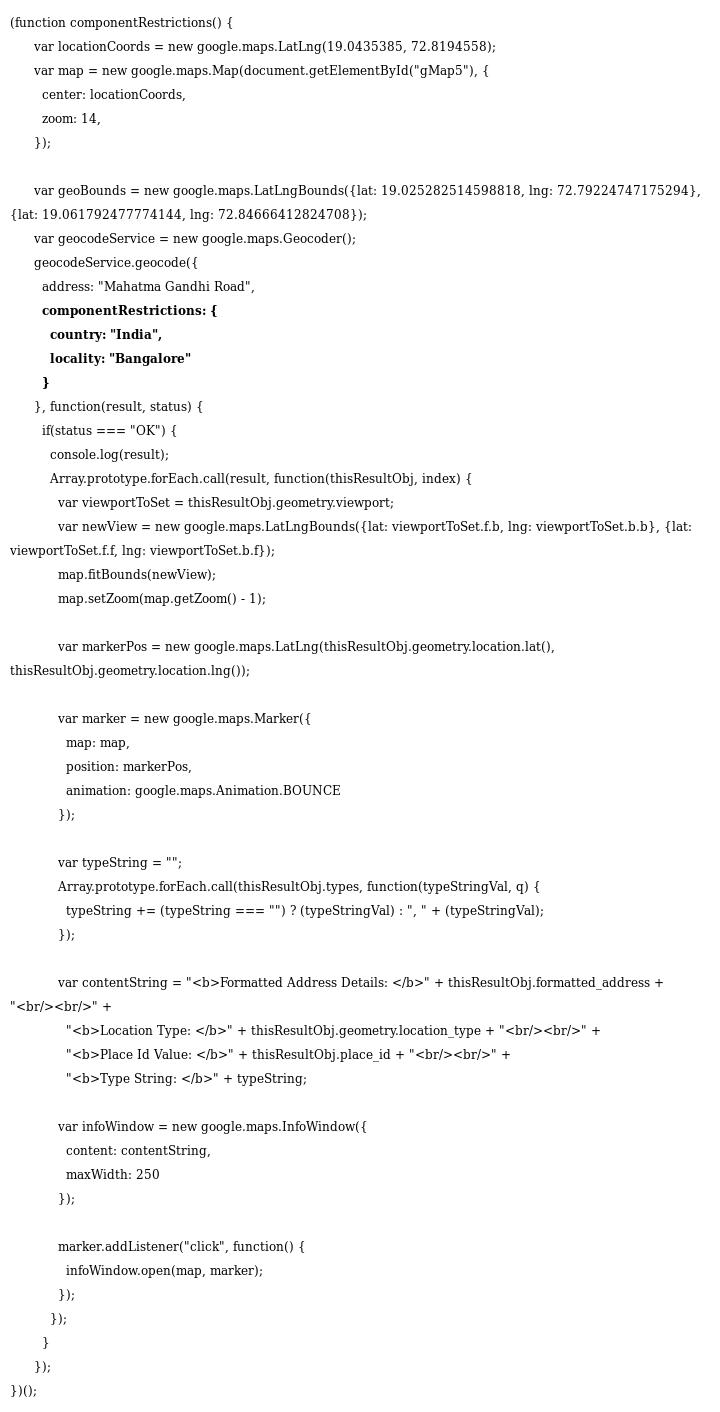 (function componentRestrictions() {
var locationCoords = new google.maps.LatLng(19.0435385, 72.8194558);
var map = new google.maps.Map(document.getElementById("gMap5"), {
center: locationCoords,
zoom: 14,
});
var geoBounds = new google.maps.LatLngBounds({lat: 19.025282514598818, lng: 72.79224747175294},
{lat: 19.061792477774144, lng: 72.84666412824708});
var geocodeService = new google.maps.Geocoder();
geocodeService.geocode({
address: "Mahatma Gandhi Road",
componentRestrictions: {
country: "India",
locality: "Bangalore"
}
}, function(result, status) {
if(status === "OK") {
console.log(result);
Array.prototype.forEach.call(result, function(thisResultObj, index) {
var viewportToSet = thisResultObj.geometry.viewport;
var newView = new google.maps.LatLngBounds({lat: viewportToSet.f.b, lng: viewportToSet.b.b}, {lat:
viewportToSet.f.f, lng: viewportToSet.b.f});
map.fitBounds(newView);
map.setZoom(map.getZoom() - 1);
var markerPos = new google.maps.LatLng(thisResultObj.geometry.location.lat(),
thisResultObj.geometry.location.lng());
var marker = new google.maps.Marker({
map: map,
position: markerPos,
animation: google.maps.Animation.BOUNCE
});
var typeString = "";
Array.prototype.forEach.call(thisResultObj.types, function(typeStringVal, q) {
typeString += (typeString === "") ? (typeStringVal) : ", " + (typeStringVal);
});
var contentString = "<b>Formatted Address Details: </b>" + thisResultObj.formatted_address +
"<br/><br/>" +
"<b>Location Type: </b>" + thisResultObj.geometry.location_type + "<br/><br/>" +
"<b>Place Id Value: </b>" + thisResultObj.place_id + "<br/><br/>" +
"<b>Type String: </b>" + typeString;
var infoWindow = new google.maps.InfoWindow({
content: contentString,
maxWidth: 250
});
marker.addListener("click", function() {
infoWindow.open(map, marker);
});
});
}
});
})();